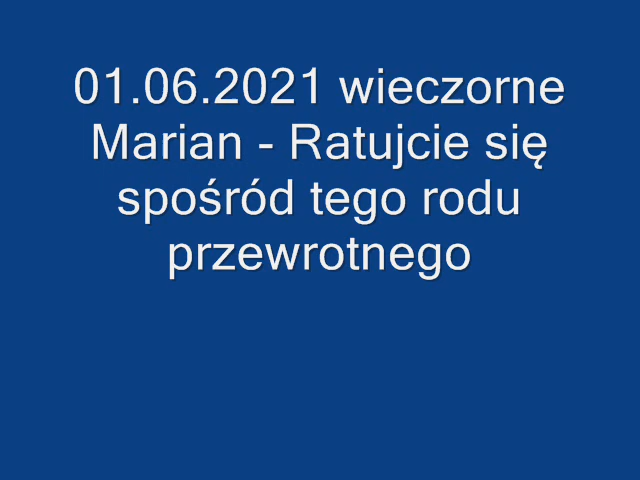 01.06.2021 wieczorne
Marian - Ratujcie się
spośród tego rodu
przewrotnego